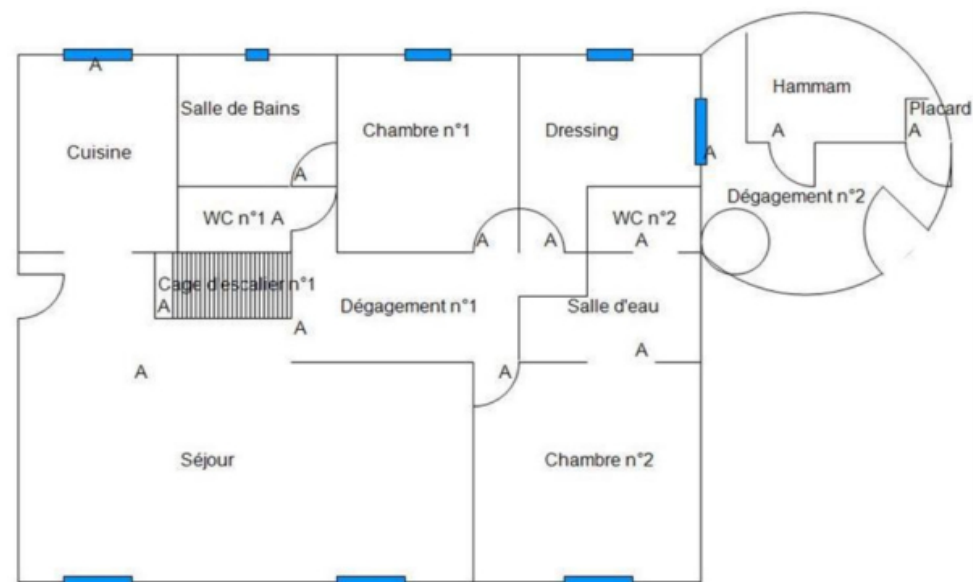 A
Hammam
Salle de Bains
Placard
Chambre n°1
Dressing
A
A
Cuisine
A
A
Dégagement n°2
WC n°1 A
WC n°2
A
A
A
Cage d'escalier n°1
A
Dégagement n°1
Salle d'eau
A
A
A
A
Séjour
Chambre n°2